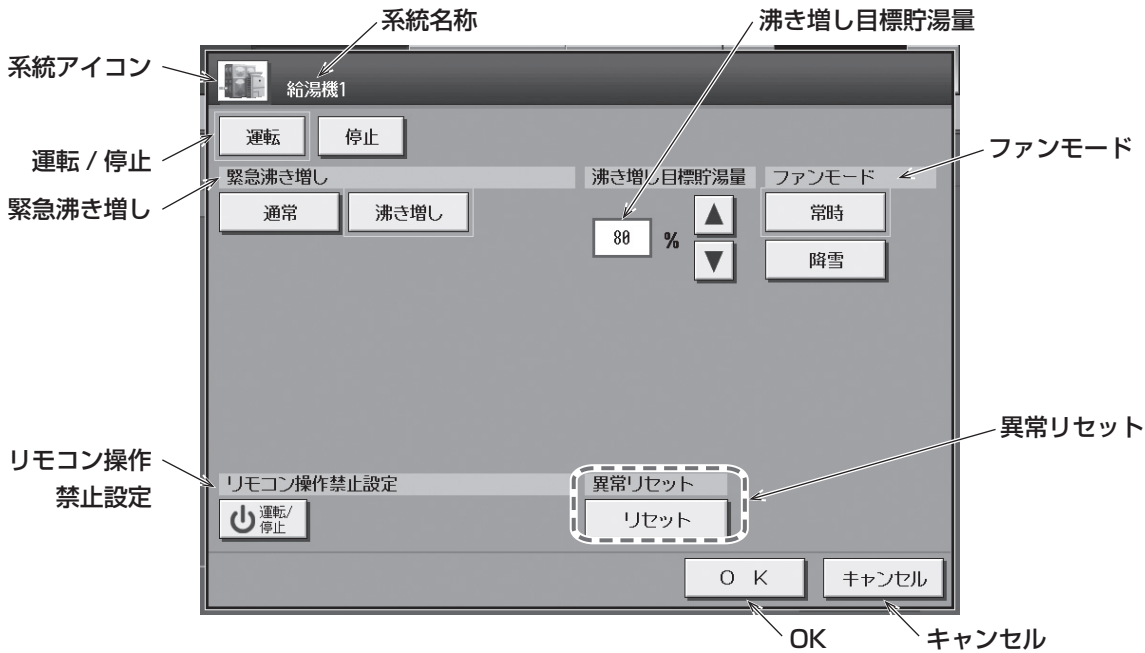 系統名称
沸き増し目標貯湯量
系統アイコン
給湯機1
運転 停止
運転 / 停止
ファンモード
緊急沸き増し 沸き増し目標貯湯量 ファンモード
緊急沸き増し
通常 沸き増し
80 %
▲
▼
常時
降雪
異常リセット
リモコン操作
禁止設定
リモコン操作禁止設定 異常リセット
運転/
停止
リセット
O K キャンセル
OK キャンセル